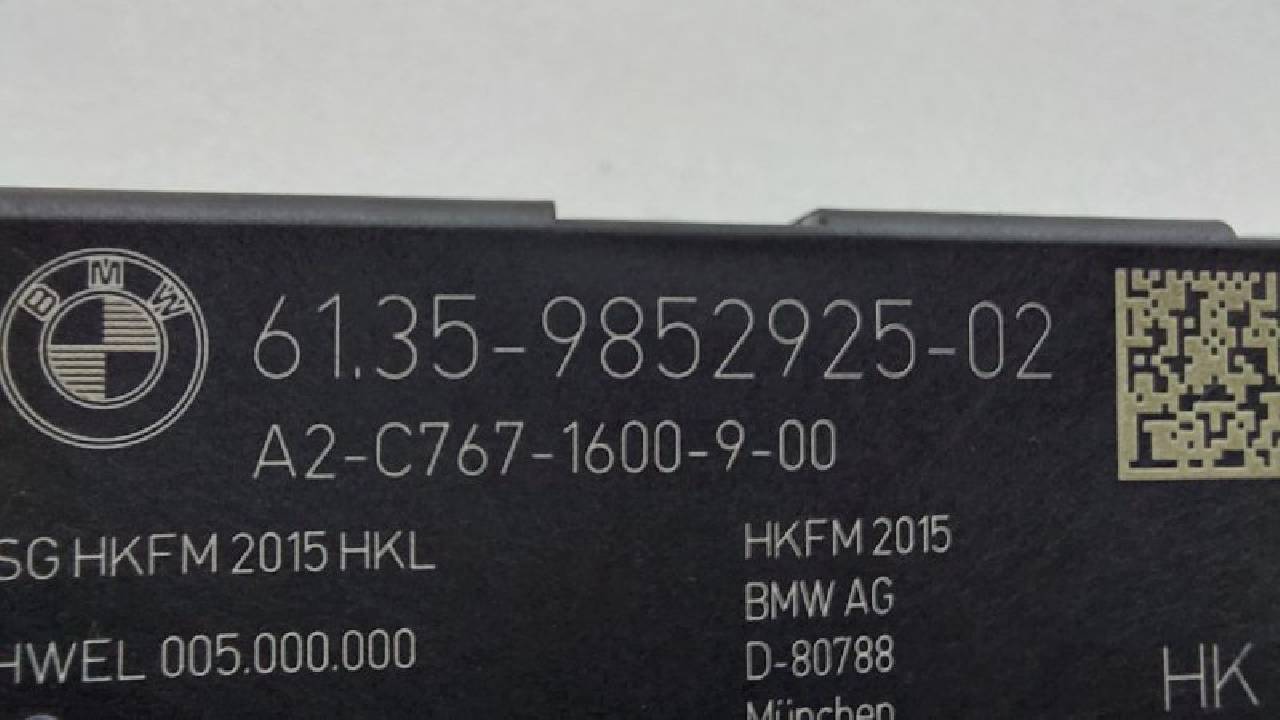 BMW
61.35-9852925-02
A2-C767-1600-9-00
SG HKFM 2015 HKL
HWEL 005.000.000
HKFM 2015
BMW AG
D-80788
München
HK